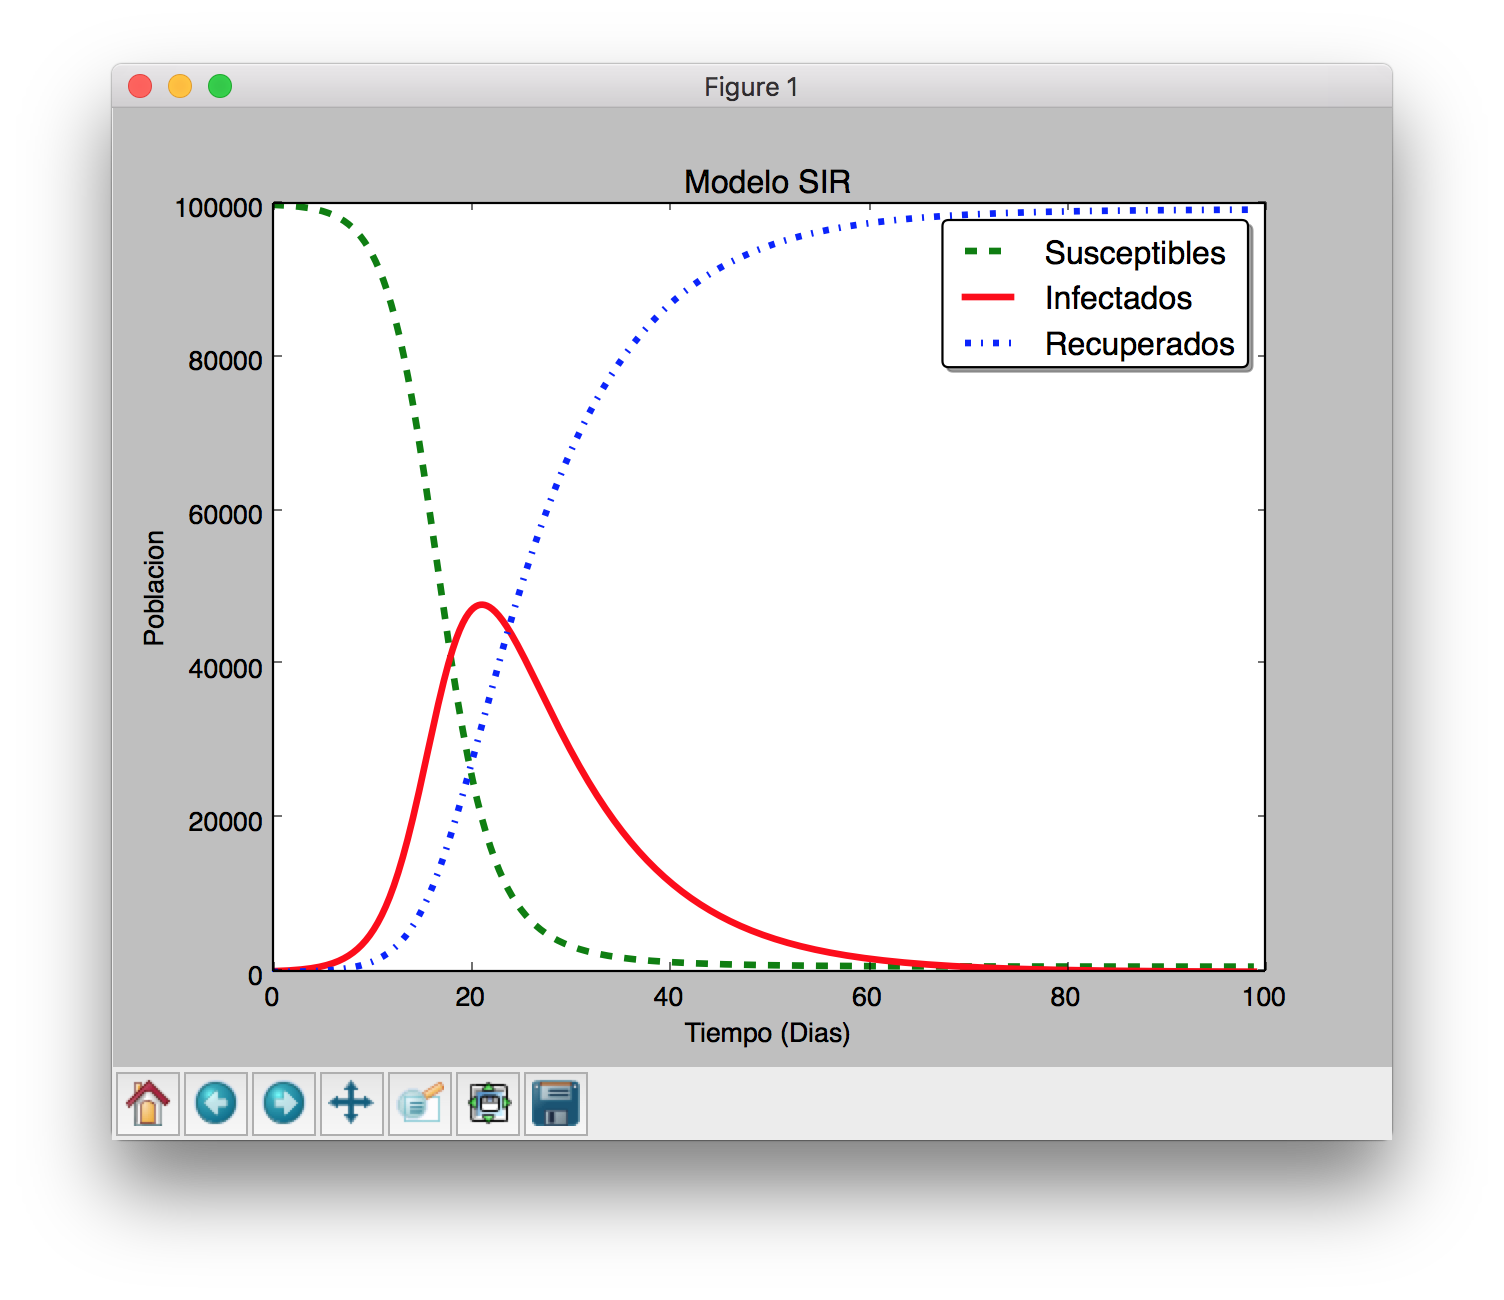 Figure 1
Modelo SIR
100000
80000
60000
40000
20000
0
Poblacion
Susceptibles
Infectados
Recuperados
0 20 40 60 80 100
Tiempo (Dias)